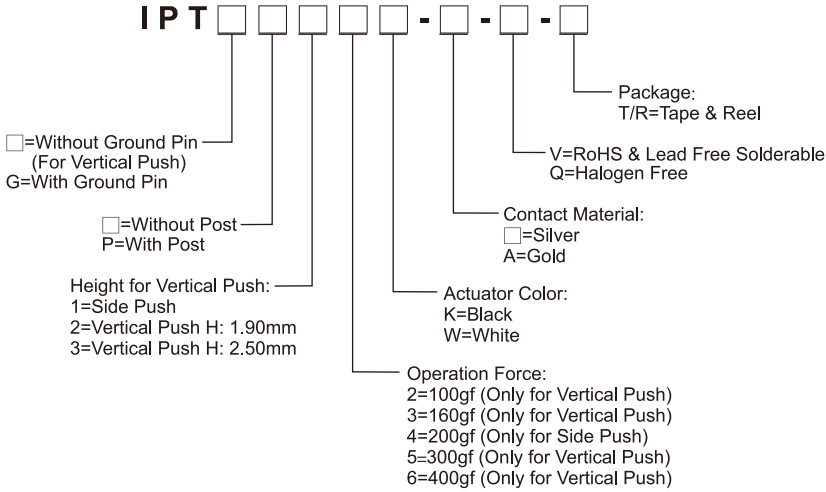 IPT□□□□□-□-□-□
Package:
T/R=Tape & Reel
□=Without Ground Pin
(For Vertical Push)
G=With Ground Pin
V=RoHS & Lead Free Solderable
Q=Halogen Free
□=Without Post
P=With Post
Contact Material:
□=Silver
A=Gold
Height for Vertical Push:
1=Side Push
2=Vertical Push H: 1.90mm
3=Vertical Push H: 2.50mm
Actuator Color:
K=Black
W=White
Operation Force:
2=100gf (Only for Vertical Push)
3=160gf (Only for Vertical Push)
4=200gf (Only for Side Push)
5=300gf (Only for Vertical Push)
6=400gf (Only for Vertical Push)